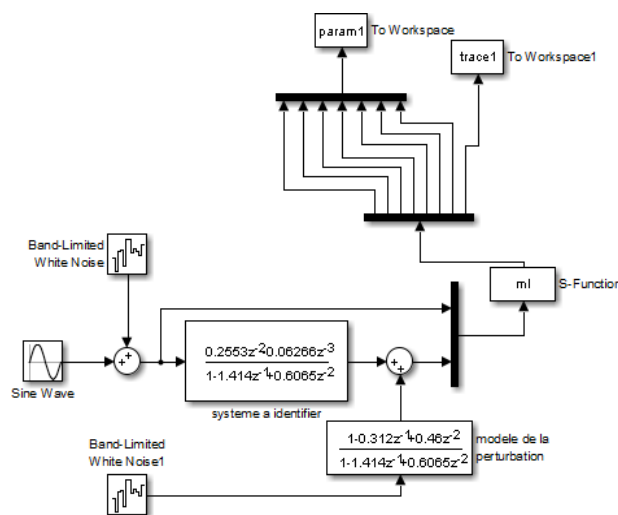 param1
To Workspace
trace1
To Workspace1
Band-Limited
White Noise
ml
S-Function
Sine Wave
0.2553z-20.06266z-3
1-1.414z-1+0.6065z-2
systeme a identifier
Band-Limited
White Noise1
1-0.312z-1+0.46z-2
1-1.414z-1+0.6065z-2
modele de la
perturbation